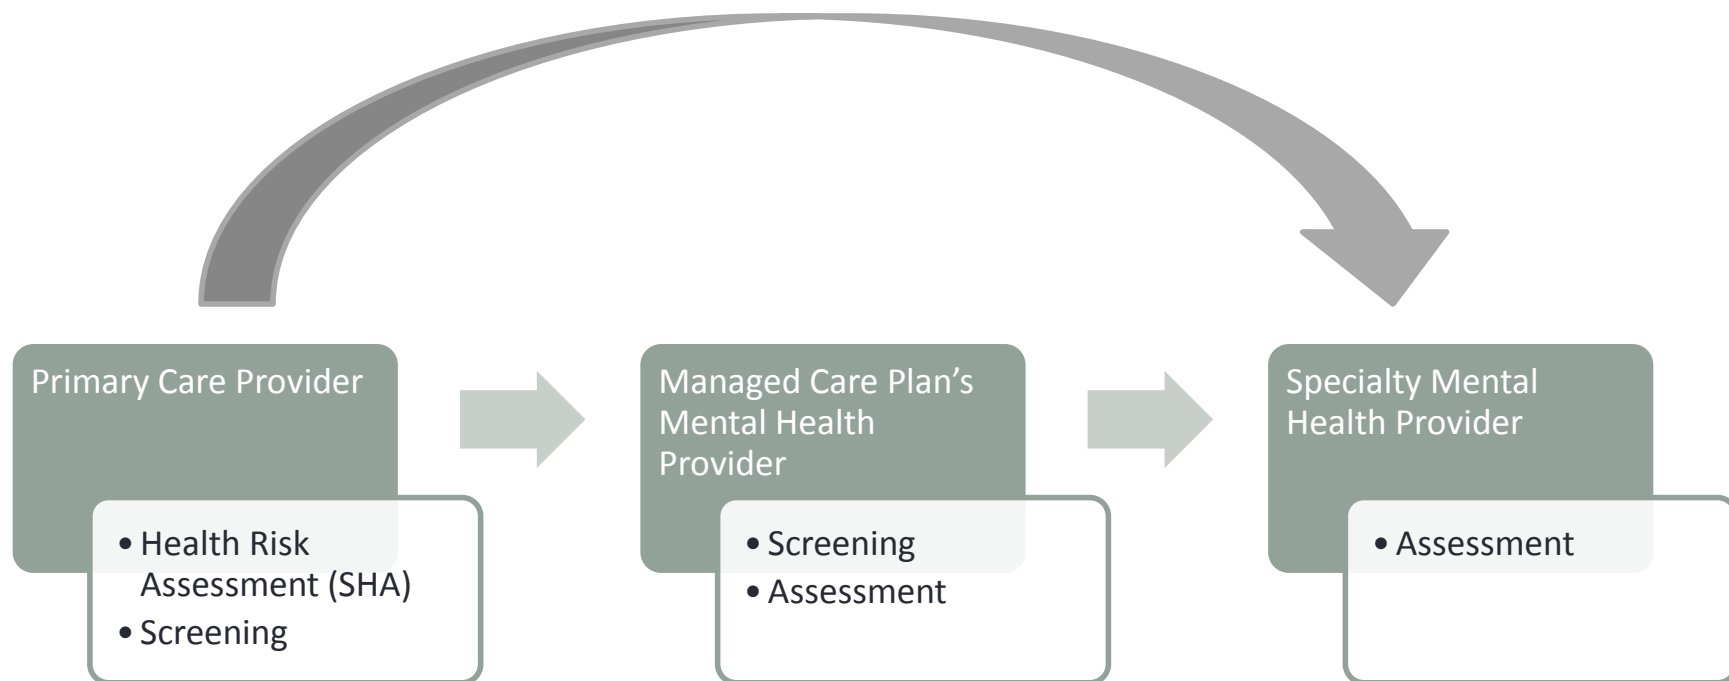 Primary Care Provider
• Health Risk
Assessment (SHA)
• Screening
Managed Care Plan’s
Mental Health
Provider
• Screening
• Assessment
Specialty Mental
Health Provider
• Assessment